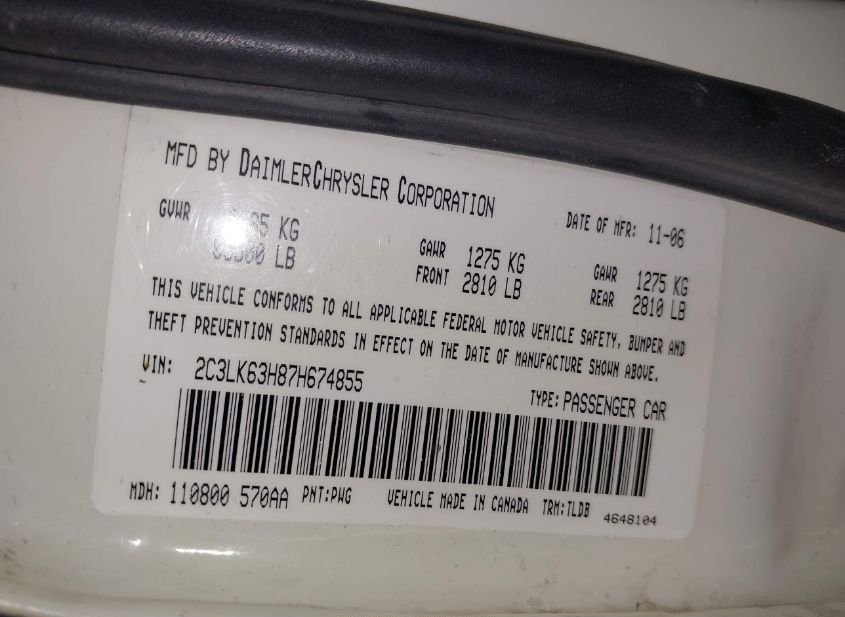 MFD BY DAIMLERCHRYSLER CORPORATION
DATE OF MFR: 11-06
GVWR KG
LB
GAWR 1275 KG
FRONT 2810 LB
GAWR 1275 KG
REAR 2810 LB
THIS VEHICLE CONFORMS TO ALL APPLICABLE FEDERAL MOTOR VEHICLE SAFETY, BUMPER AND
THEFT PREVENTION STANDARDS IN EFFECT ON THE DATE OF MANUFACTURE SHOWN ABOVE.
VIN: 2C3LK63H87H674855
TYPE: PASSENGER CAR
MDH: 110800 570AA PNT:PWG VEHICLE MADE IN CANADA TRM:TLDB 4648104